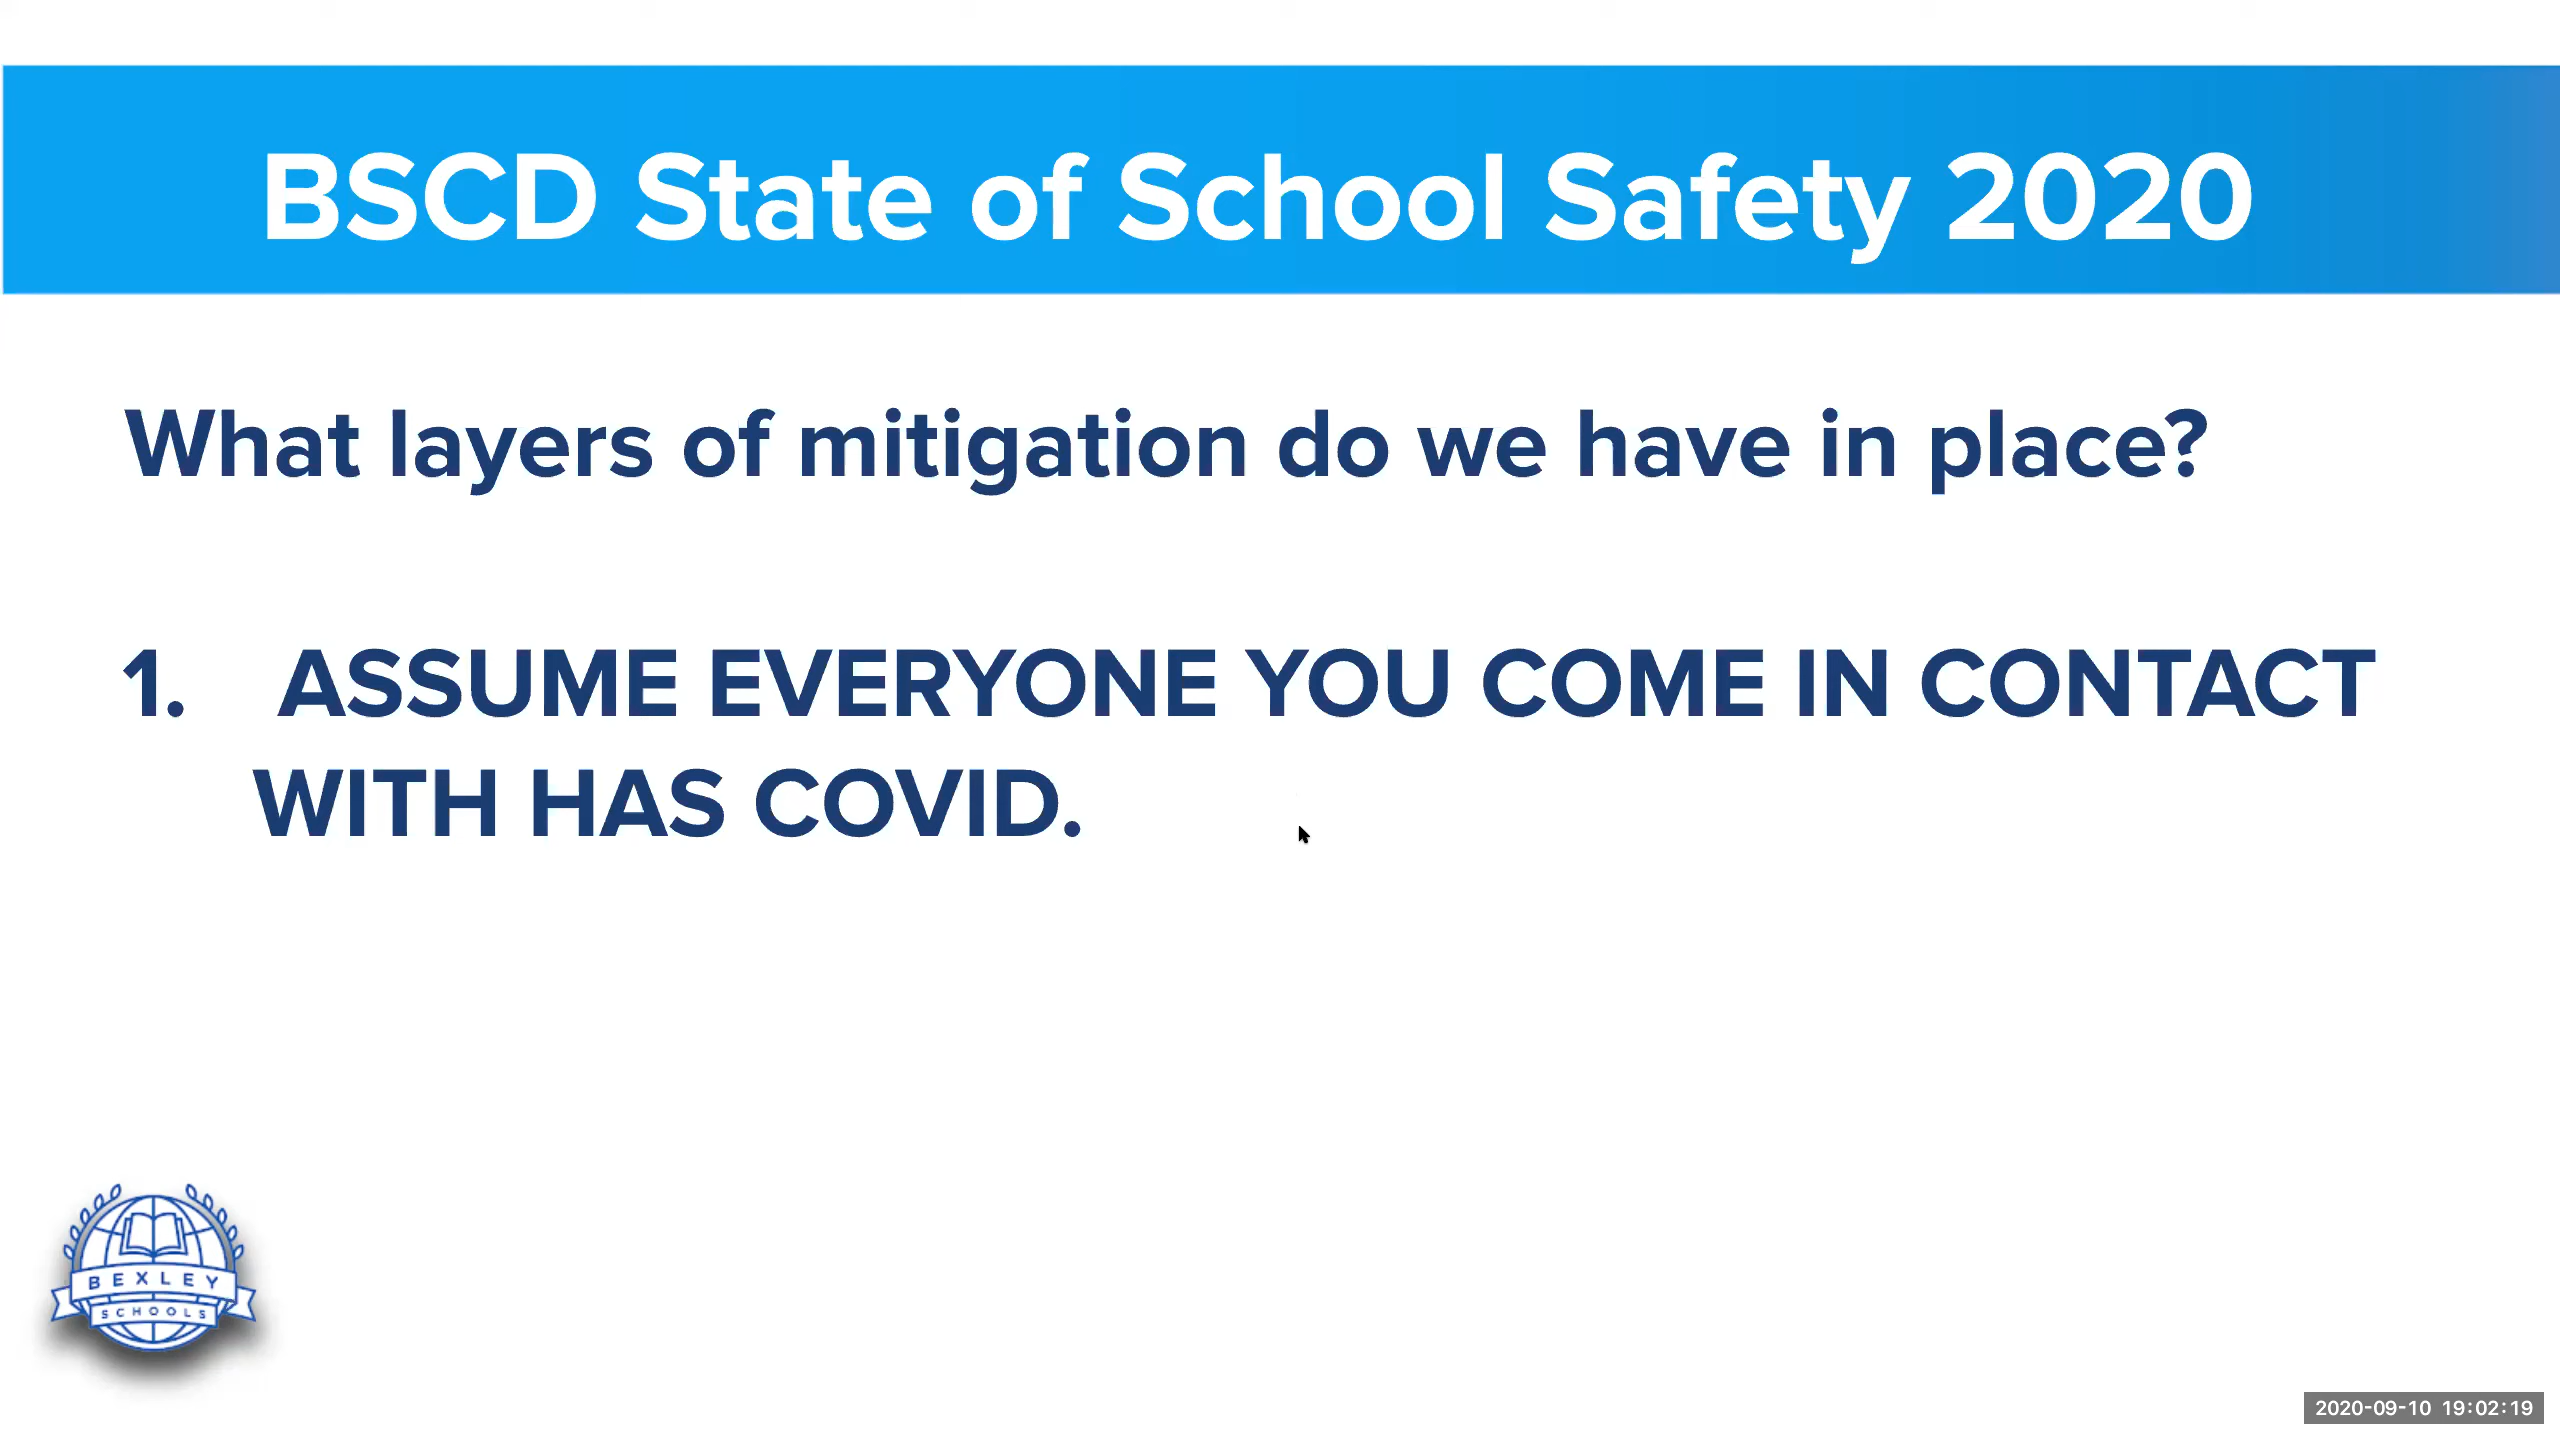 BSCD State of School Safety 2020
What layers of mitigation do we have in place?
1. ASSUME EVERYONE YOU COME IN CONTACT
WITH HAS COVID.
BEXLEY
SCHOOLS
2020-09-10 19:02:19